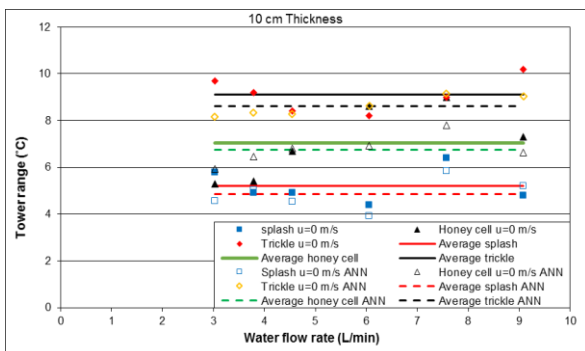 10 cm Thickness
12
10
8
6
4
2
0
Tower range (°C)
splash u=0 m/s Honey cell u=0 m/s
Trickle u=0 m/s Average splash
Average honey cell Average trickle
Splash u=0 m/s ANN Honey cell u=0 m/s ANN
Trickle u=0 m/s ANN Average splash ANN
Average honey cell ANN Average trickle ANN
0 1 2 3 4 5 6 7 8 9 10
Water flow rate (L/min)